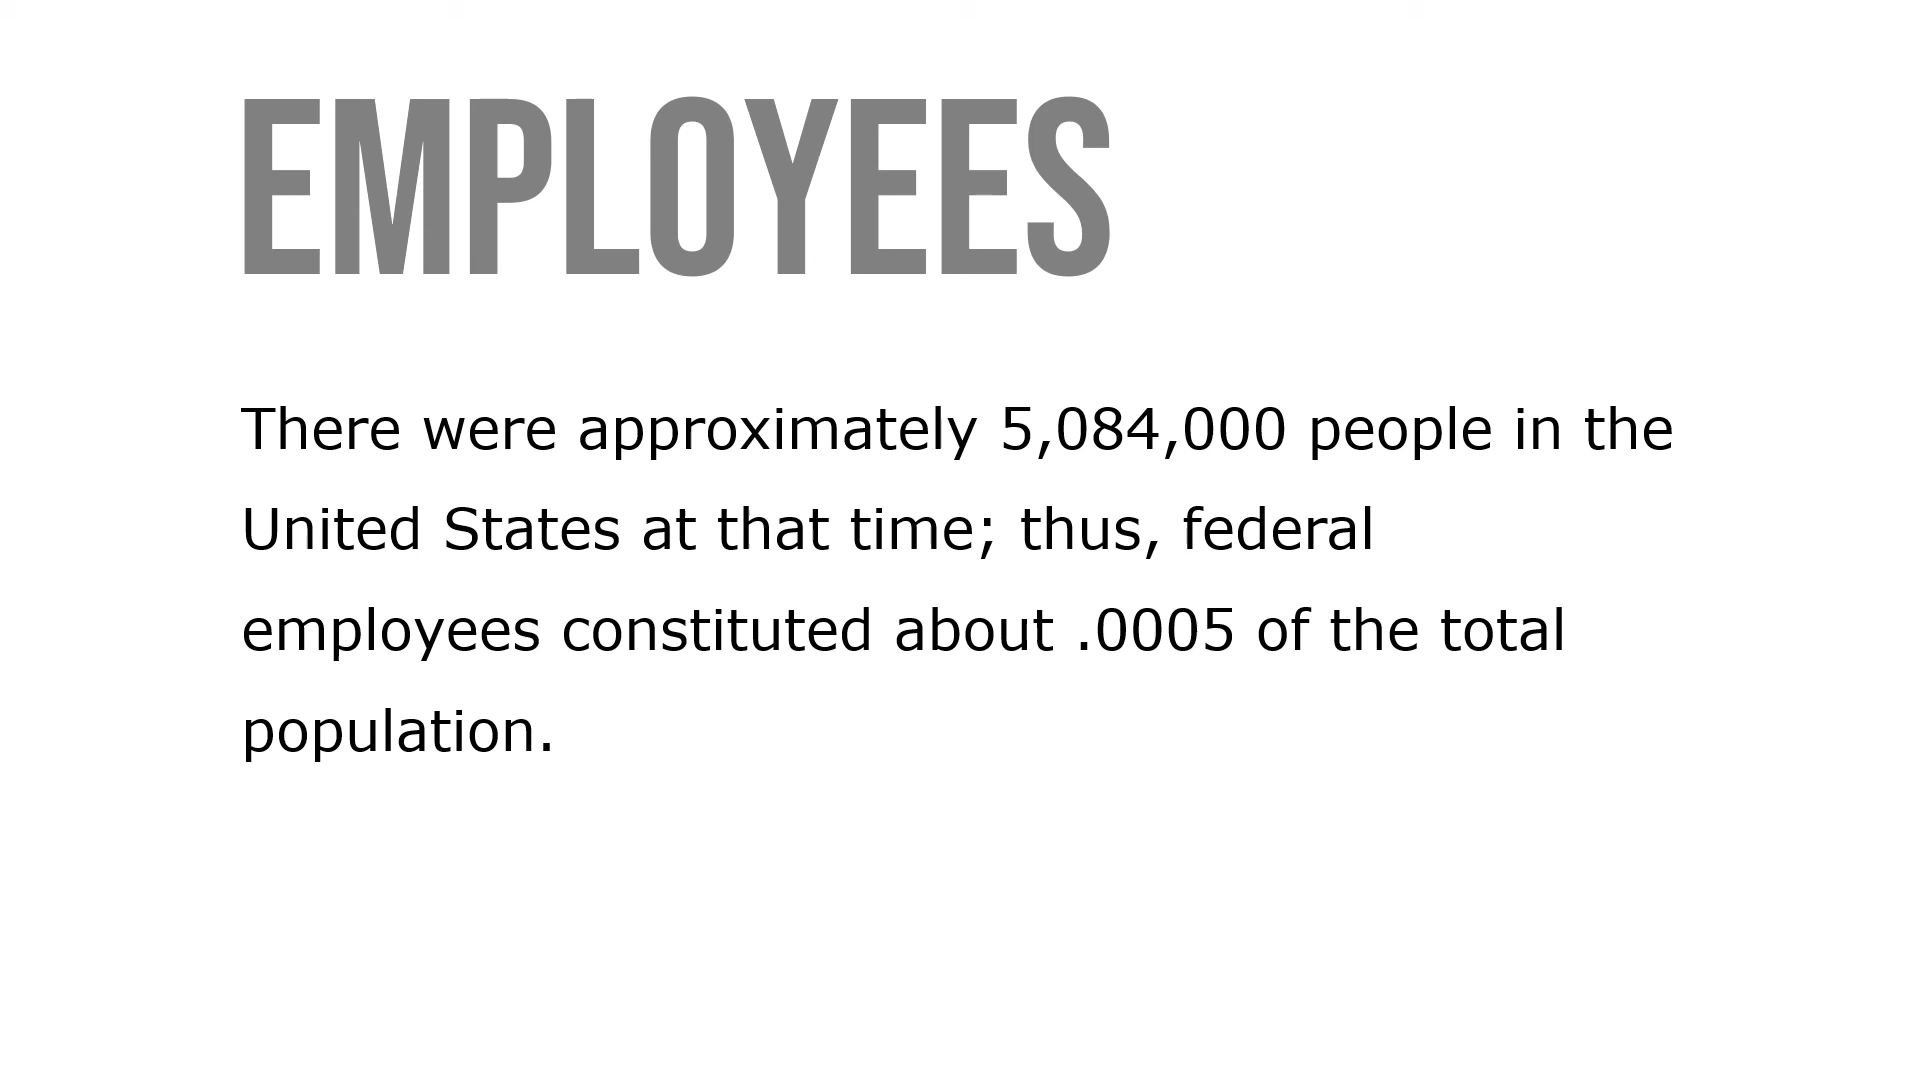 EMPLOYEES
There were approximately 5,084,000 people in the
United States at that time; thus, federal
employees constituted about .0005 of the total
population.